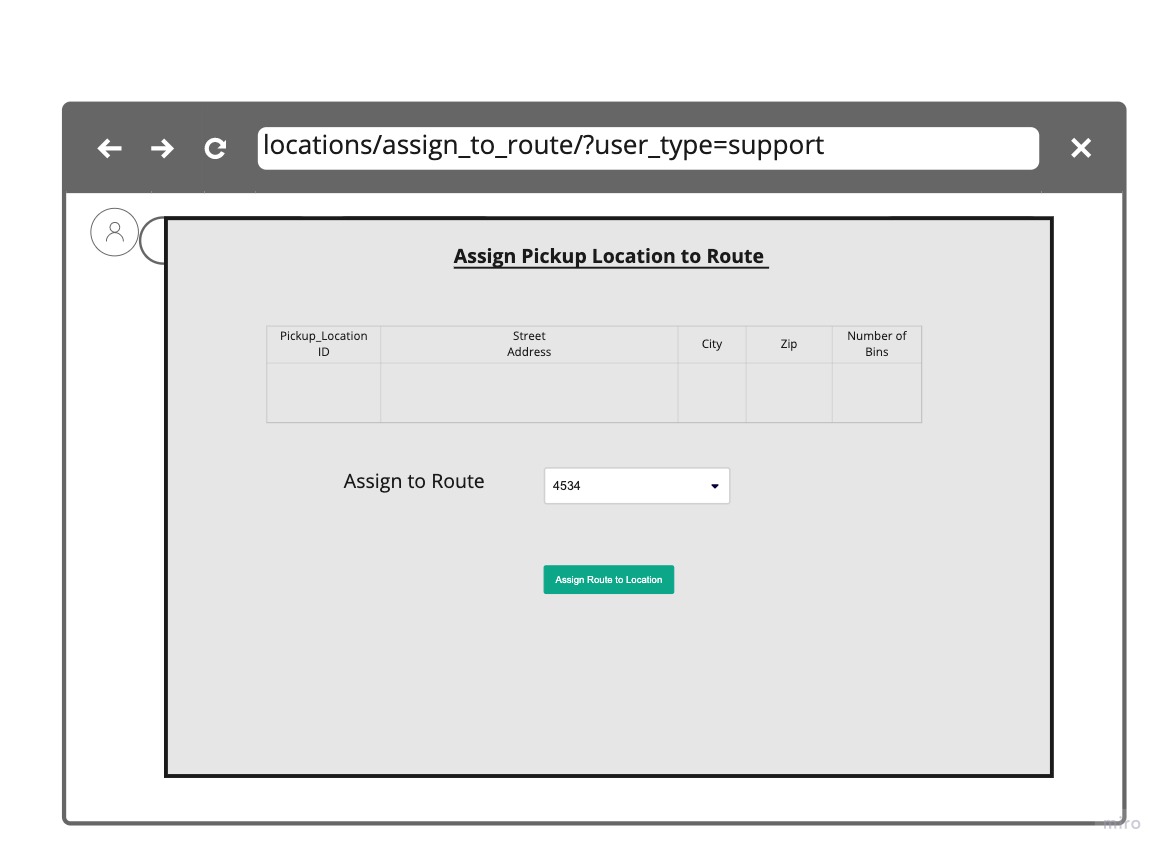 locations/assign_to_route/?user_type=support
Assign Pickup Location to Route
Pickup_Location
ID
Street
Address
City
Zip
Number of
Bins
Assign to Route
4534
Assign Route to Location
miro